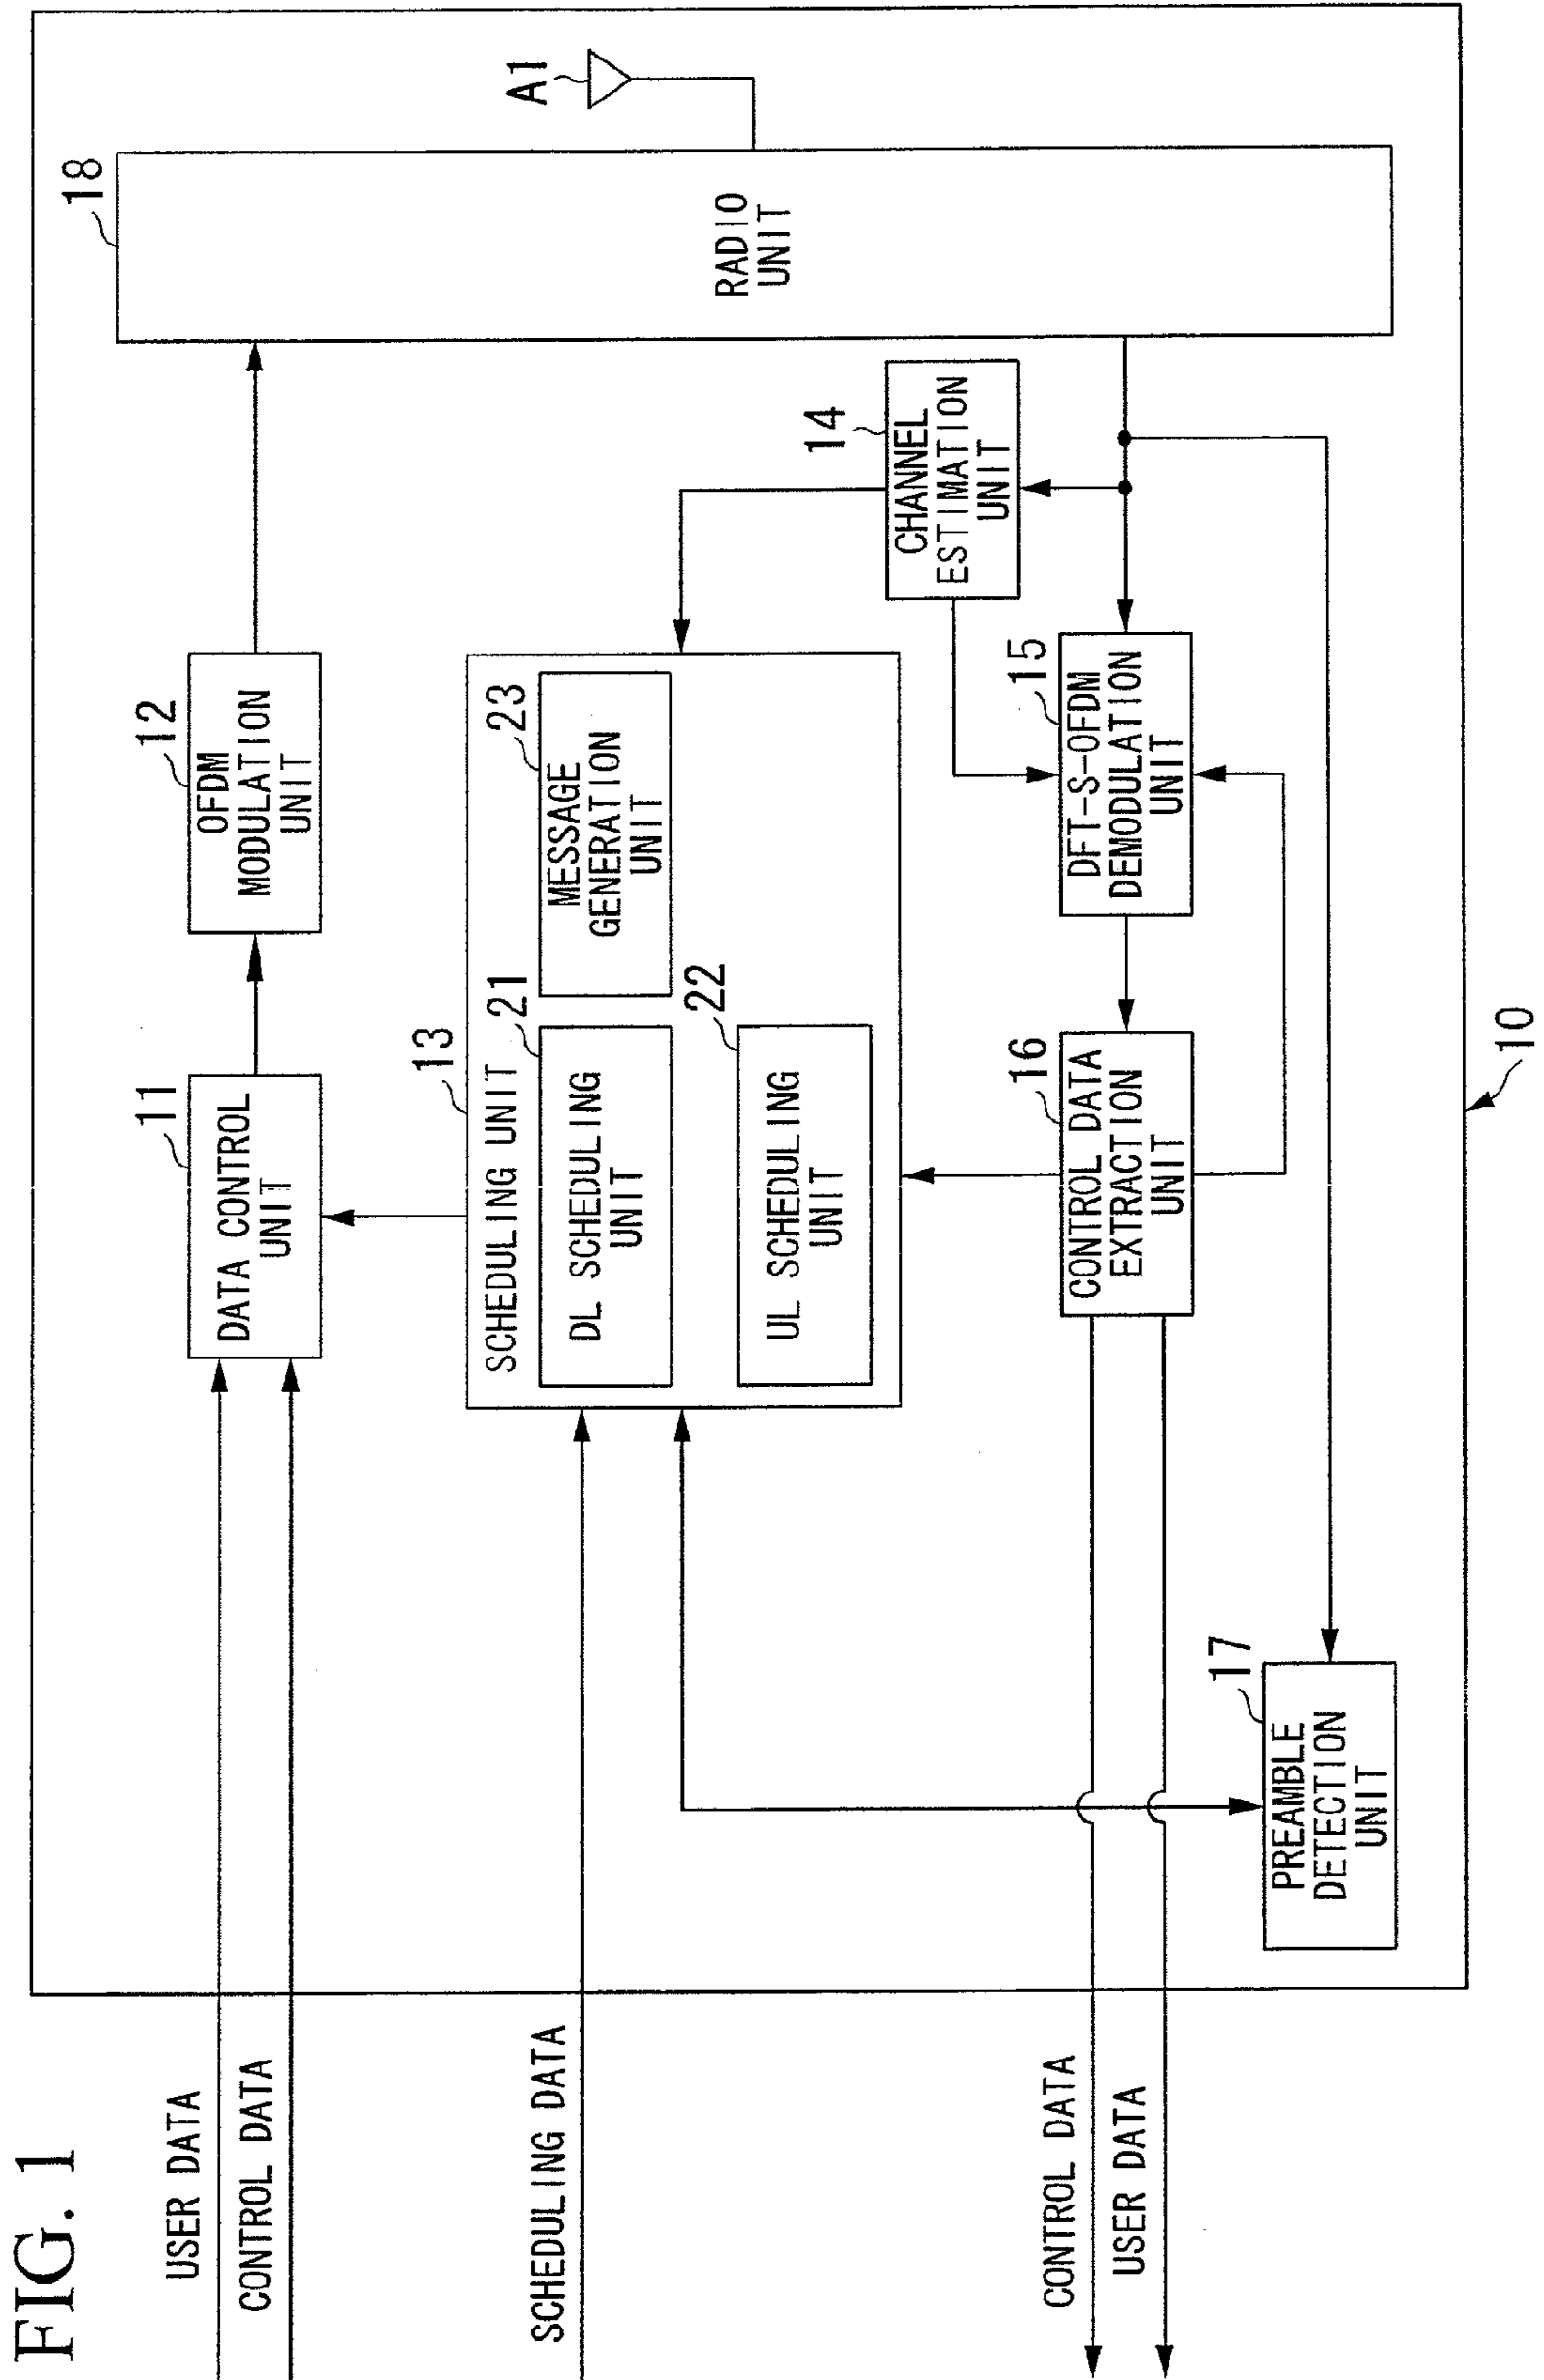 FIG. 1
USER DATA
CONTROL DATA
SCHEDULING DATA
CONTROL DATA
USER DATA
11
DATA CONTROL
UNIT
12
OFDM
MODULATION
UNIT
18
RADIO
UNIT
A1
13
SCHEDULING UNIT
21
DL SCHEDULING
UNIT
22
UL SCHEDULING
UNIT
23
MESSAGE
GENERATION
UNIT
14
CHANNEL
ESTIMATION
UNIT
15
DFT-S-OFDM
DEMODULATION
UNIT
16
CONTROL DATA
EXTRACTION
UNIT
17
PREAMBLE
DETECTION
UNIT
10